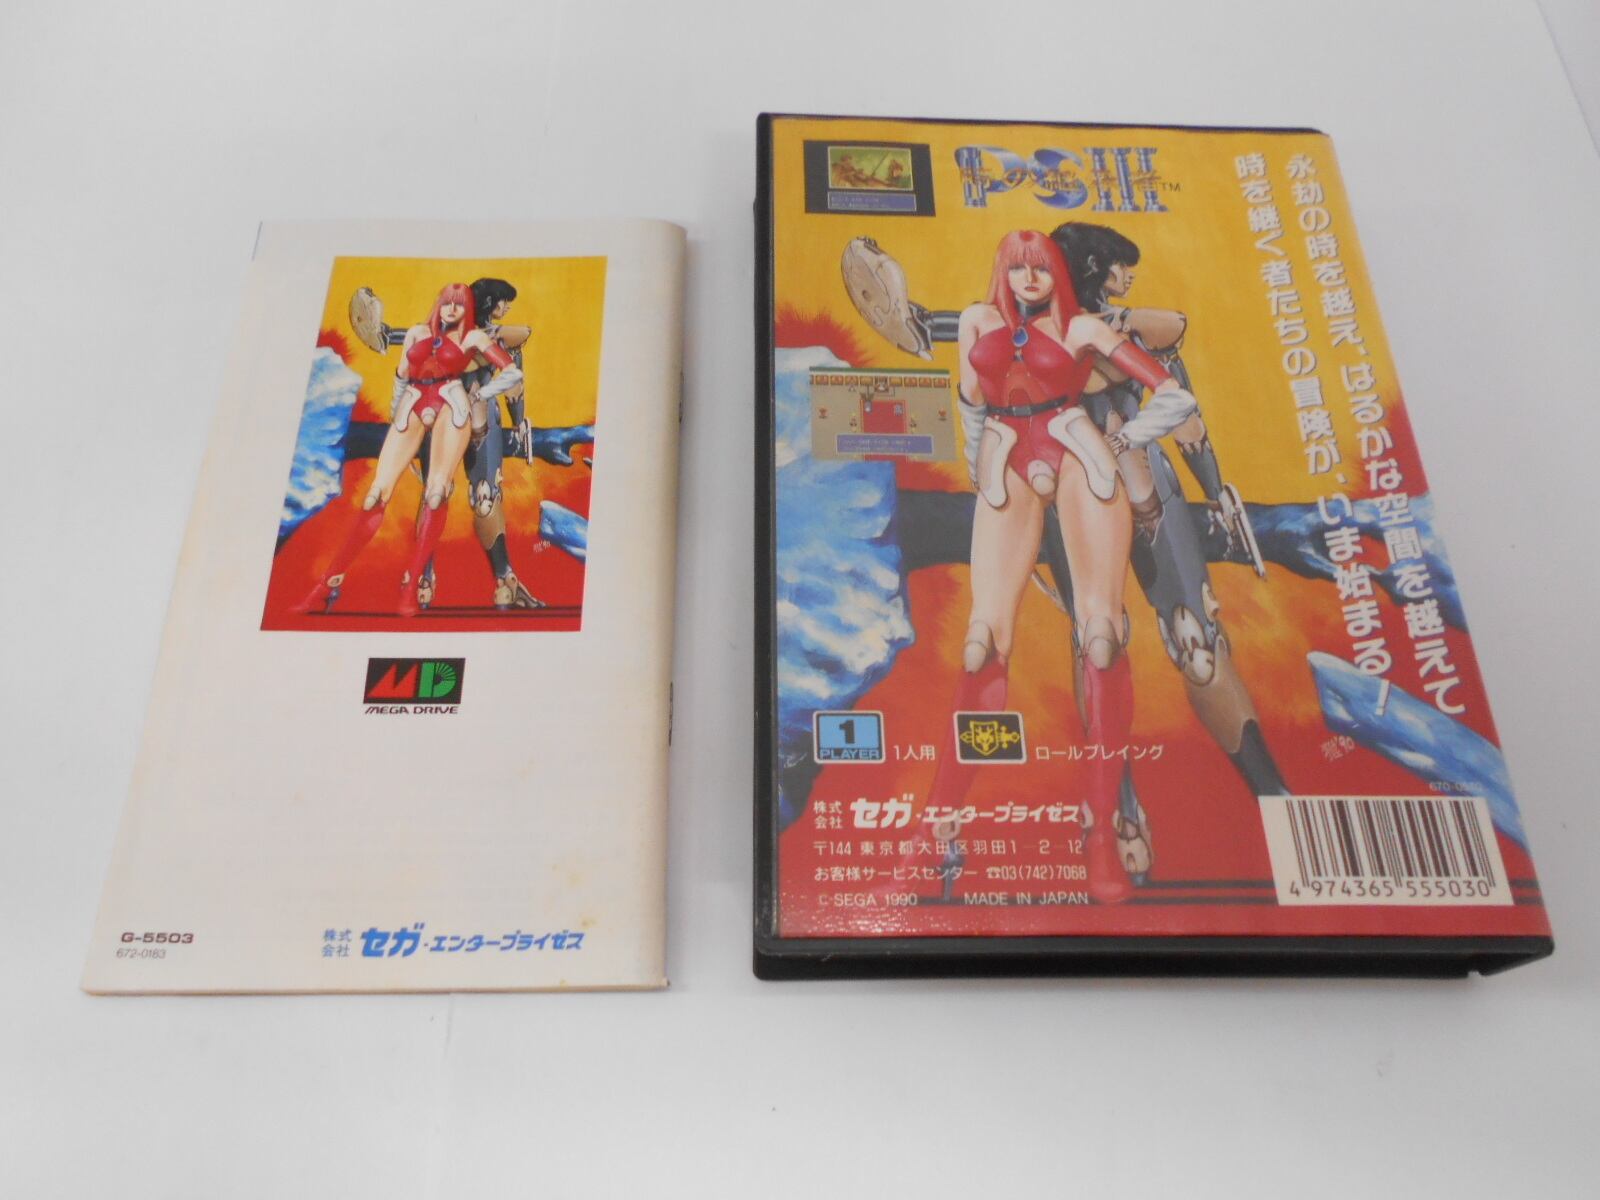 MD
MEGA DRIVE
G-5503
672-0183
株式会社 セガ・エンタープライゼス
PSIII TM
永劫の時を越え、はるかな空間を越えて
時を継ぐ者たちの冒険が、いま始まる!
1
PLAYER
1人用
ロールプレイング
株式会社 セガ・エンタープライゼス
〒144 東京都大田区羽田1-2-12
お客様サービスセンター ☎03(742)7068
© SEGA 1990 MADE IN JAPAN
4 974365 555030